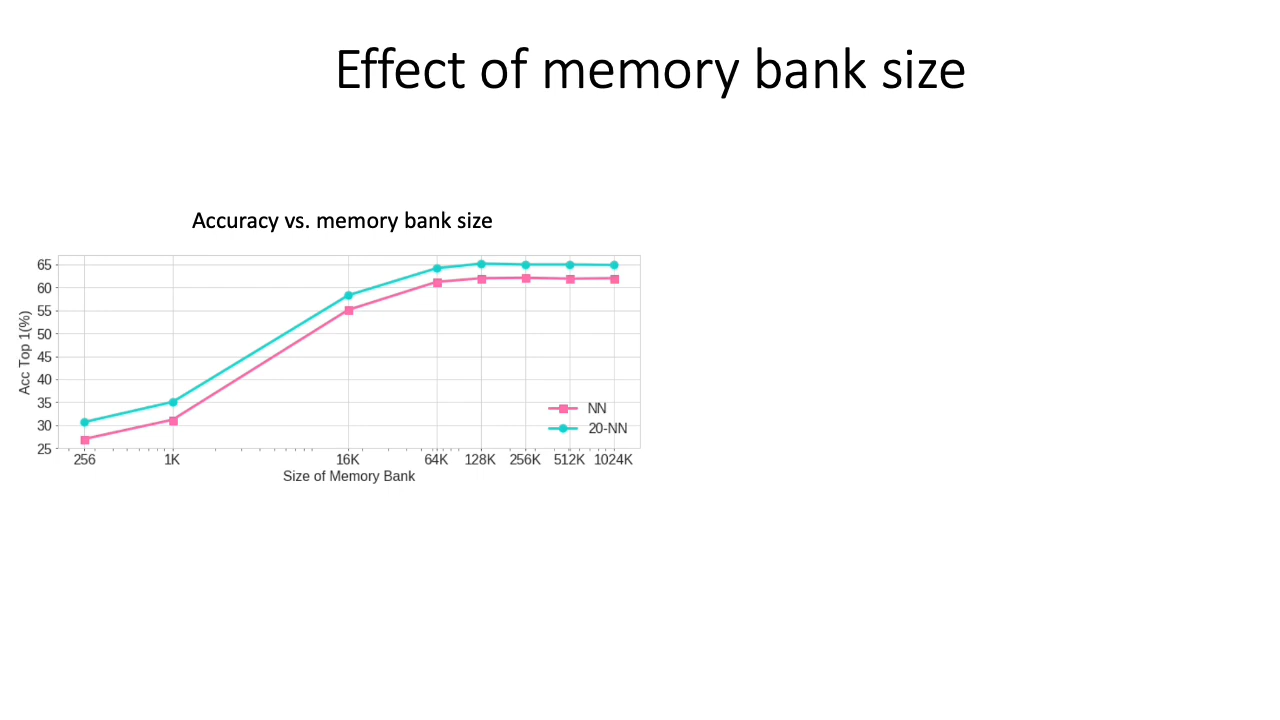 Effect of memory bank size
Accuracy vs. memory bank size
65
60
55
50
45
40
35
30
25
Acc Top 1(%)
NN
20-NN
256 1K 16K 64K 128K 256K 512K 1024K
Size of Memory Bank